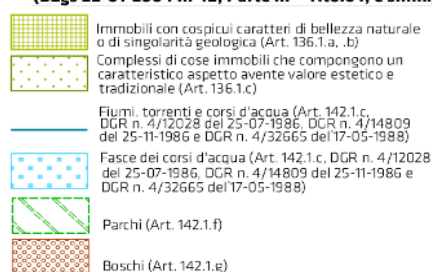 Immobili con cospicui caratteri di bellezza naturale
o di singolarità geologica (Art. 136.1.a, .b)
Complessi di cose immobili che compongono un
caratteristico aspetto avente valore estetico e
tradizionale (Art. 136.1.c)
Fiumi, torrenti e corsi d'acqua (Art. 142.1.c,
DGR n. 4/12028 del 25-07-1986, DGR n. 4/14809
del 25-11-1986 e DGR n. 4/32665 del 17-05-1988)
Fasce dei corsi d'acqua (Art. 142.1.c, DGR n. 4/12028
del 25-07-1986, DGR n. 4/14809 del 25-11-1986 e
DGR n. 4/32665 del 17-05-1988)
Parchi (Art. 142.1.f)
Boschi (Art. 142.1.g)